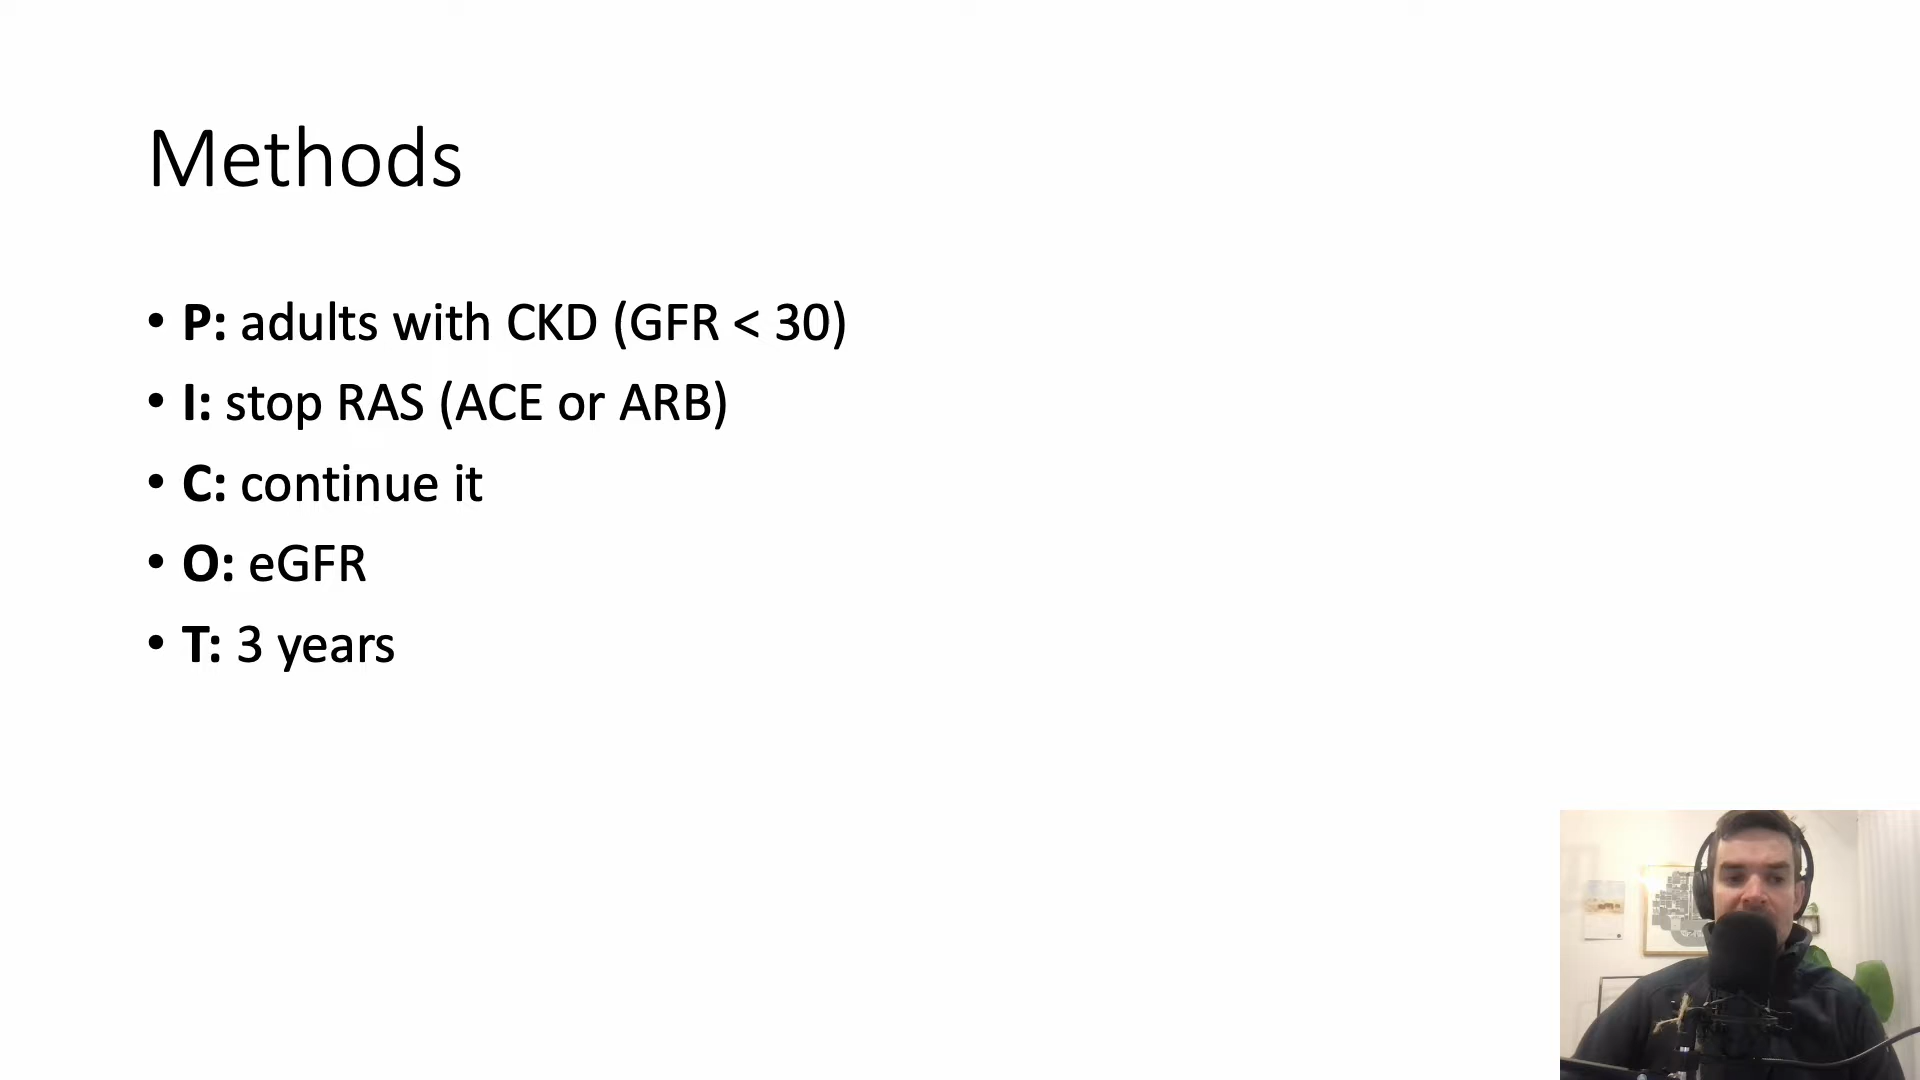 Methods
• P: adults with CKD (GFR < 30)
• I: stop RAS (ACE or ARB)
• C: continue it
• O: eGFR
• T: 3 years